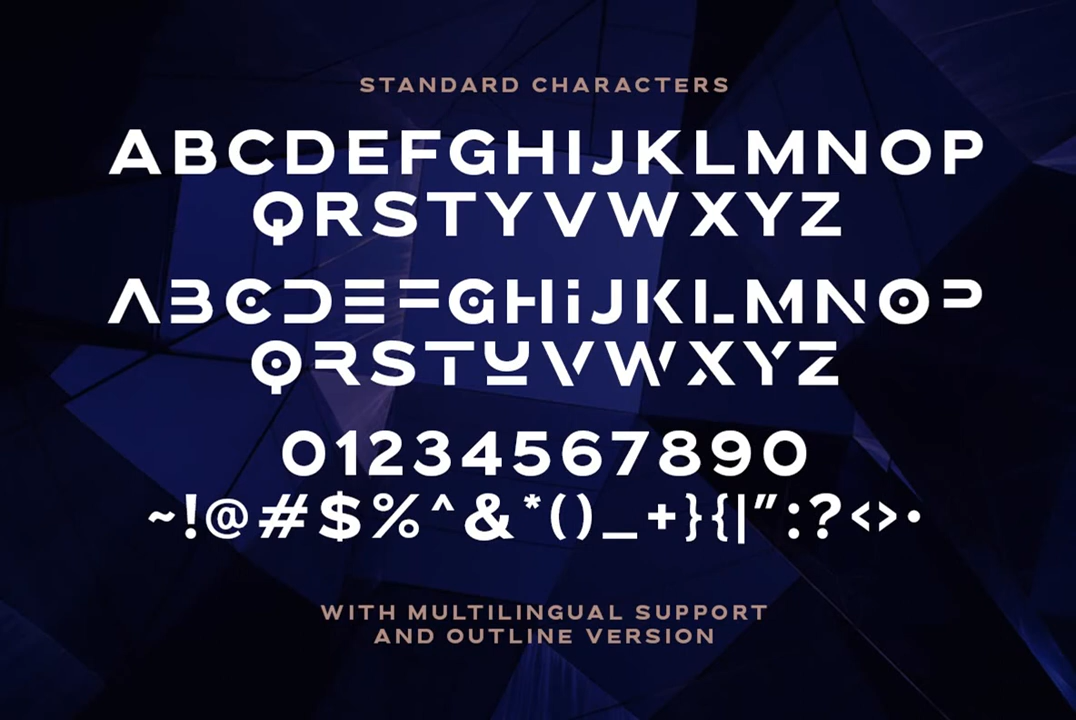 STANDARD CHARACTERS
ABCDEFGHIJKLMNOP
QRSTYVWXYZ
ABCDEFGHiJKLMNOP
QRSTUVWXYZ
01234567890
~!@#$%^&*()_+}{|":?<>•
WITH MULTILINGUAL SUPPORT
AND OUTLINE VERSION